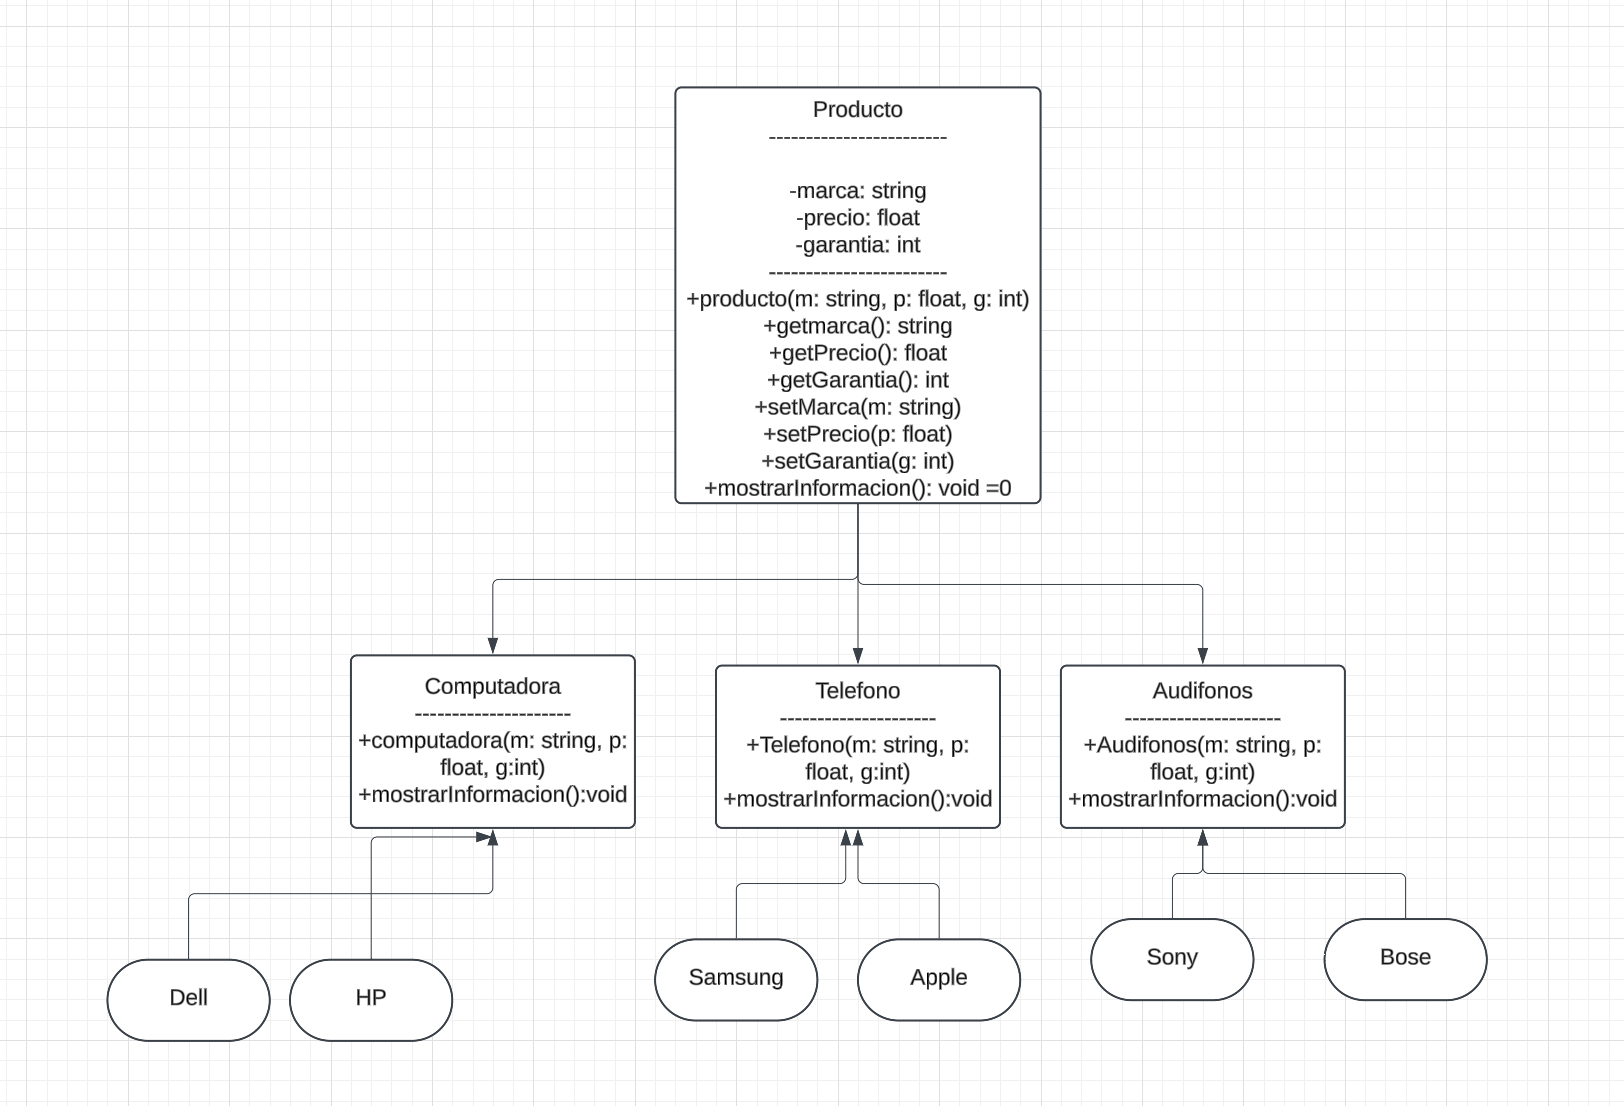 Producto
------------------------
-marca: string
-precio: float
-garantia: int
------------------------
+producto(m: string, p: float, g: int)
+getmarca(): string
+getPrecio(): float
+getGarantia(): int
+setMarca(m: string)
+setPrecio(p: float)
+setGarantia(g: int)
+mostrarInformacion(): void =0
Computadora
---------------------
+computadora(m: string, p:
float, g:int)
+mostrarInformacion():void
Telefono
---------------------
+Telefono(m: string, p:
float, g:int)
+mostrarInformacion():void
Audifonos
---------------------
+Audifonos(m: string, p:
float, g:int)
+mostrarInformacion():void
Dell
HP
Samsung
Apple
Sony
Bose